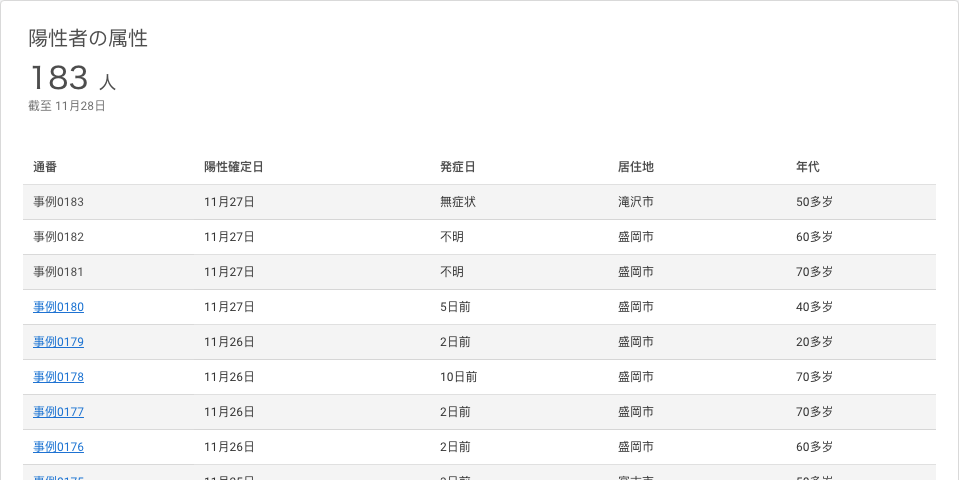 陽性者の属性
183 人
截至 11月28日
通番 陽性確定日 発症日 居住地 年代
事例0183 11月27日 無症状 滝沢市 50多岁
事例0182 11月27日 不明 盛岡市 60多岁
事例0181 11月27日 不明 盛岡市 70多岁
事例0180 11月27日 5日前 盛岡市 40多岁
事例0179 11月26日 2日前 盛岡市 20多岁
事例0178 11月26日 10日前 盛岡市 70多岁
事例0177 11月26日 2日前 盛岡市 70多岁
事例0176 11月26日 2日前 盛岡市 60多岁